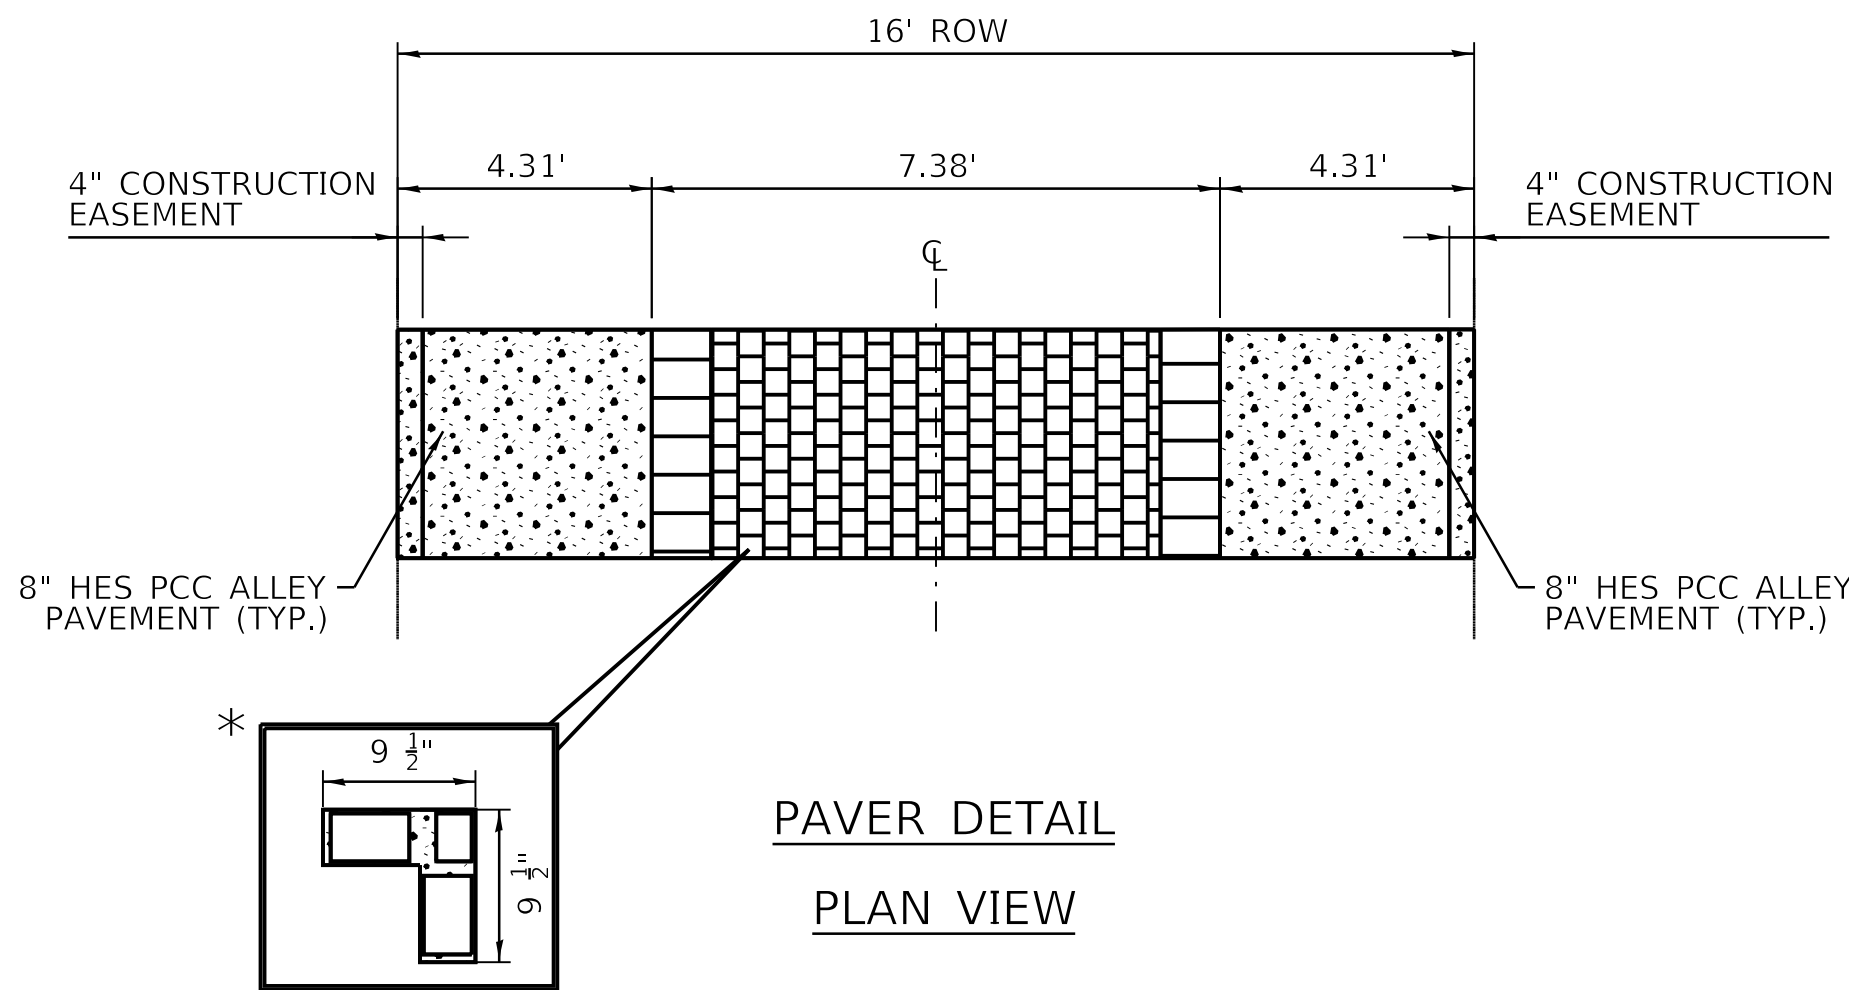 16' ROW
4.31'
7.38'
4.31'
4" CONSTRUCTION
EASEMENT
4" CONSTRUCTION
EASEMENT
℄
8" HES PCC ALLEY
PAVEMENT (TYP.)
8" HES PCC ALLEY
PAVEMENT (TYP.)
*
9 1/2"
9 1/2"
PAVER DETAIL
PLAN VIEW